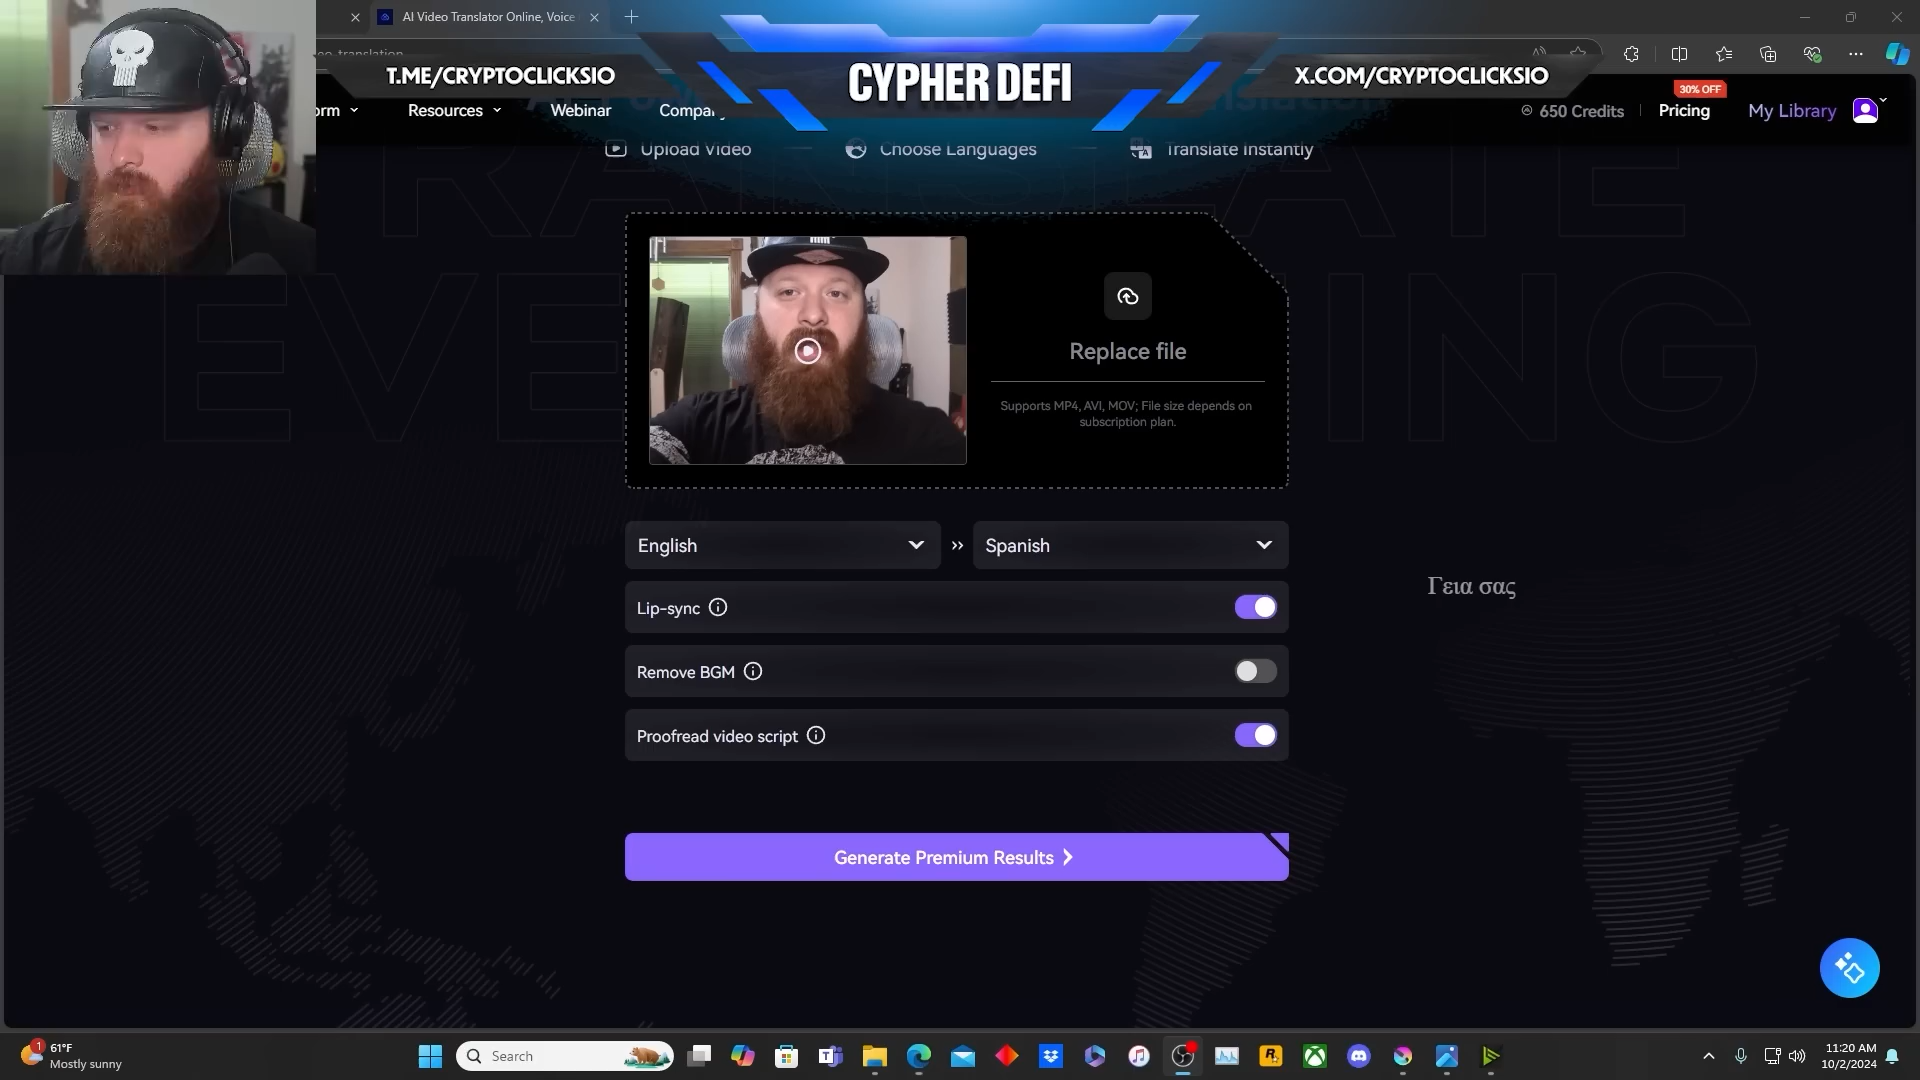 AI Video Translator Online, Voice
T.ME/CRYPTOCLICKSIO
CYPHER DEFI
X.COM/CRYPTOCLICKSIO
30% OFF
Resources
Webinar
650 Credits
Pricing
My Library
Upload Video
Choose Languages
Translate Instantly
TRANSLATE
EVERYTHING
Replace file
Supports MP4, AVI, MOV; File size depends on
subscription plan.
English
Spanish
Γεια σας
Lip-sync
Remove BGM
Proofread video script
Generate Premium Results
1
61°F
Mostly sunny
Search
11:20 AM
10/2/2024